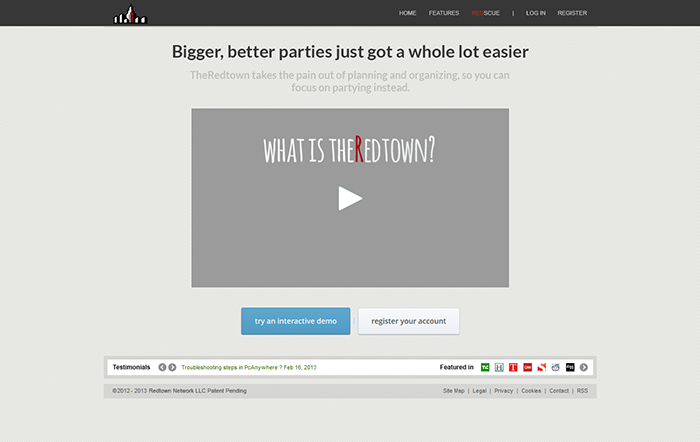 HOME FEATURES REDSCUE | LOG IN REGISTER
Bigger, better parties just got a whole lot easier
TheRedtown takes the pain out of planning and organizing, so you can
focus on partying instead.
WHAT IS THEREDTOWN?
try an interactive demo register your account
Testimonials Troubleshooting steps in PcAnywhere ? Feb 16, 2013 Featured in
©2012 - 2013 Redtown Network LLC Patent Pending Site Map | Legal | Privacy | Cookies | Contact | RSS